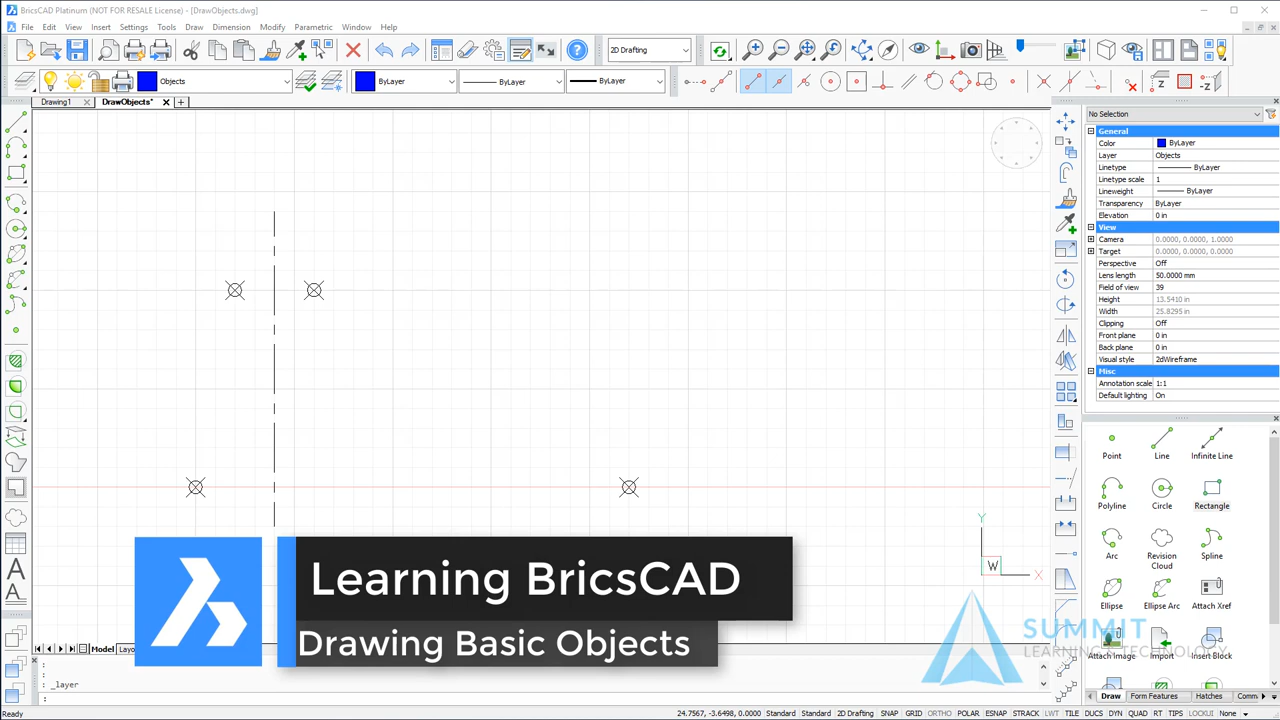 BricsCAD Platinum (NOT FOR RESALE License) - [DrawObjects.dwg]
File Edit View Insert Settings Tools Draw Dimension Modify Parametric Window Help
2D Drafting
Objects ByLayer ByLayer ByLayer
Drawing1 DrawObjects*
No Selection
General
Color ByLayer
Layer Objects
Linetype ByLayer
Linetype scale 1
Lineweight ByLayer
Transparency ByLayer
Elevation 0 in
View
Camera 0.0000, 0.0000, 1.0000
Target 0.0000, 0.0000, 0.0000
Perspective Off
Lens length 50.0000 mm
Field of view 39
Height 13.5410 in
Width 25.8295 in
Clipping Off
Front plane 0 in
Back plane 0 in
Visual style 2dWireframe
Misc
Annotation scale 1:1
Default lighting On
Point Line Infinite Line
Polyline Circle Rectangle
Arc Revision Cloud Spline
Ellipse Ellipse Arc Attach Xref
Attach Image Import Insert Block
Draw Form Features Hatches Comm
Y
W
X
Learning BricsCAD
Drawing Basic Objects
SUMMIT
LEARNING & TECHNOLOGY
Model Layo
:
: _layer
:
Ready 24.7567, -3.6498, 0.0000 Standard Standard 2D Drafting SNAP GRID ORTHO POLAR ESNAP STRACK LWT TILE DUCS DYN QUAD RT TIPS LOCKUI None